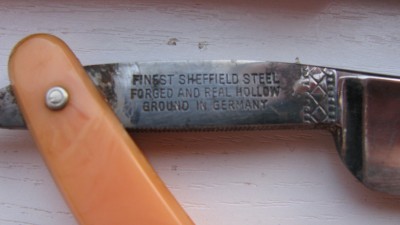 FINEST SHEFFIELD STEEL
FORGED AND REAL HOLLOW
GROUND IN GERMANY